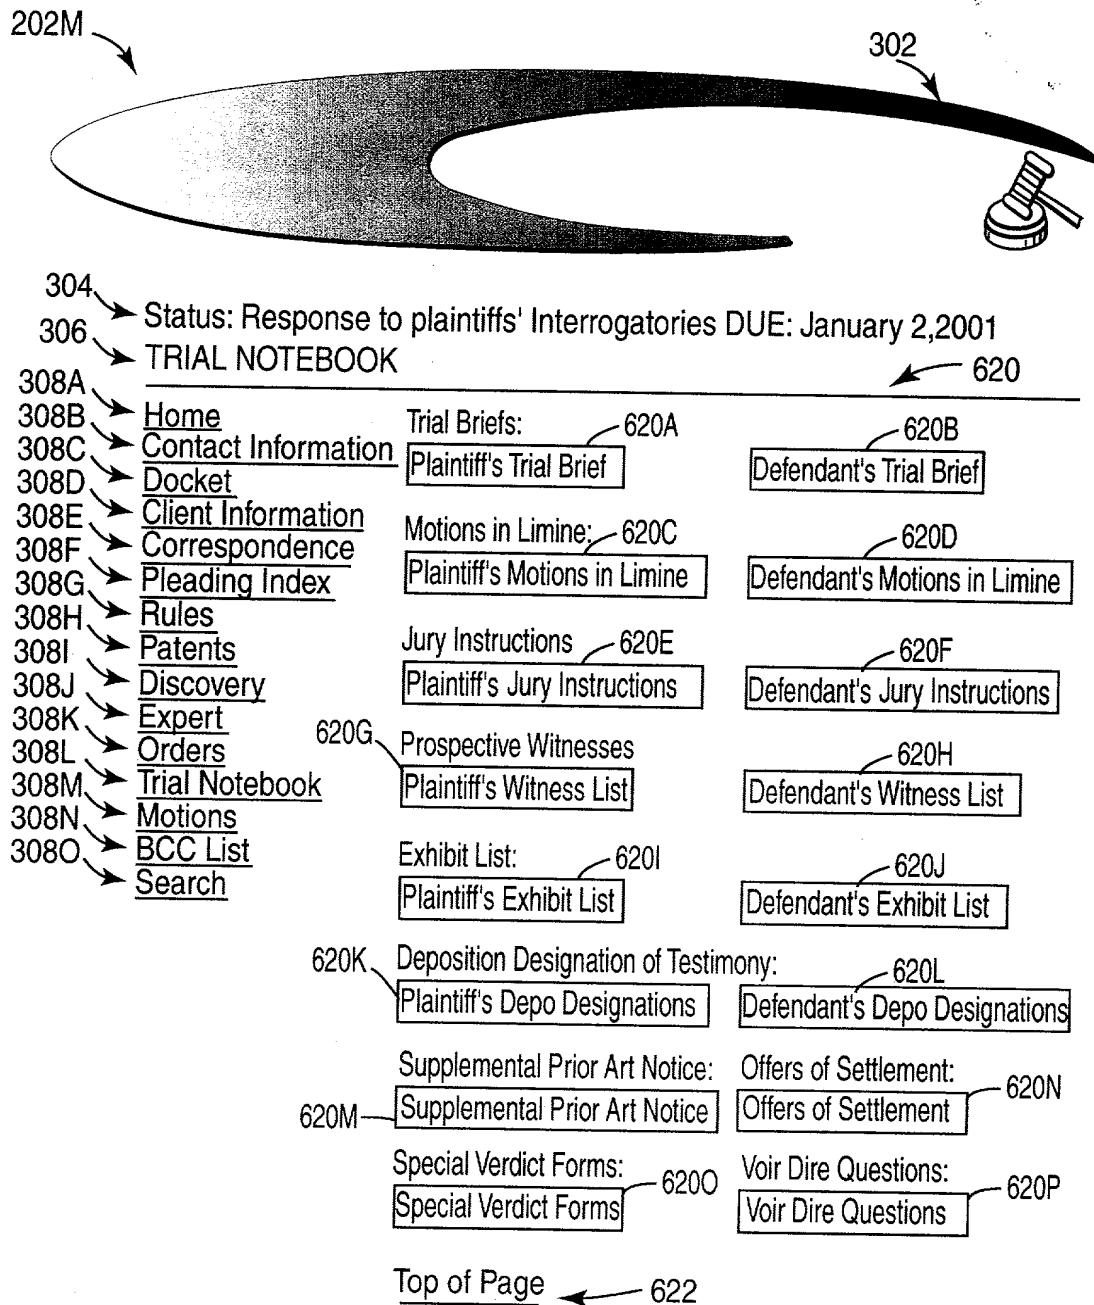 202M
302
304 Status: Response to plaintiffs' Interrogatories DUE: January 2,2001
306 TRIAL NOTEBOOK
620
308A Home
308B Contact Information
308C Docket
308D Client Information
308E Correspondence
308F Pleading Index
308G Rules
308H Patents
308I Discovery
308J Expert
308K Orders
308L Trial Notebook
308M Motions
308N BCC List
308O Search
Trial Briefs: 620A 620B
Plaintiff's Trial Brief Defendant's Trial Brief
Motions in Limine: 620C 620D
Plaintiff's Motions in Limine Defendant's Motions in Limine
Jury Instructions 620E 620F
Plaintiff's Jury Instructions Defendant's Jury Instructions
620G Prospective Witnesses 620H
Plaintiff's Witness List Defendant's Witness List
Exhibit List: 620I 620J
Plaintiff's Exhibit List Defendant's Exhibit List
620K Deposition Designation of Testimony: 620L
Plaintiff's Depo Designations Defendant's Depo Designations
Supplemental Prior Art Notice: Offers of Settlement:
620M Supplemental Prior Art Notice Offers of Settlement 620N
Special Verdict Forms: 620O Voir Dire Questions: 620P
Special Verdict Forms Voir Dire Questions
Top of Page 622